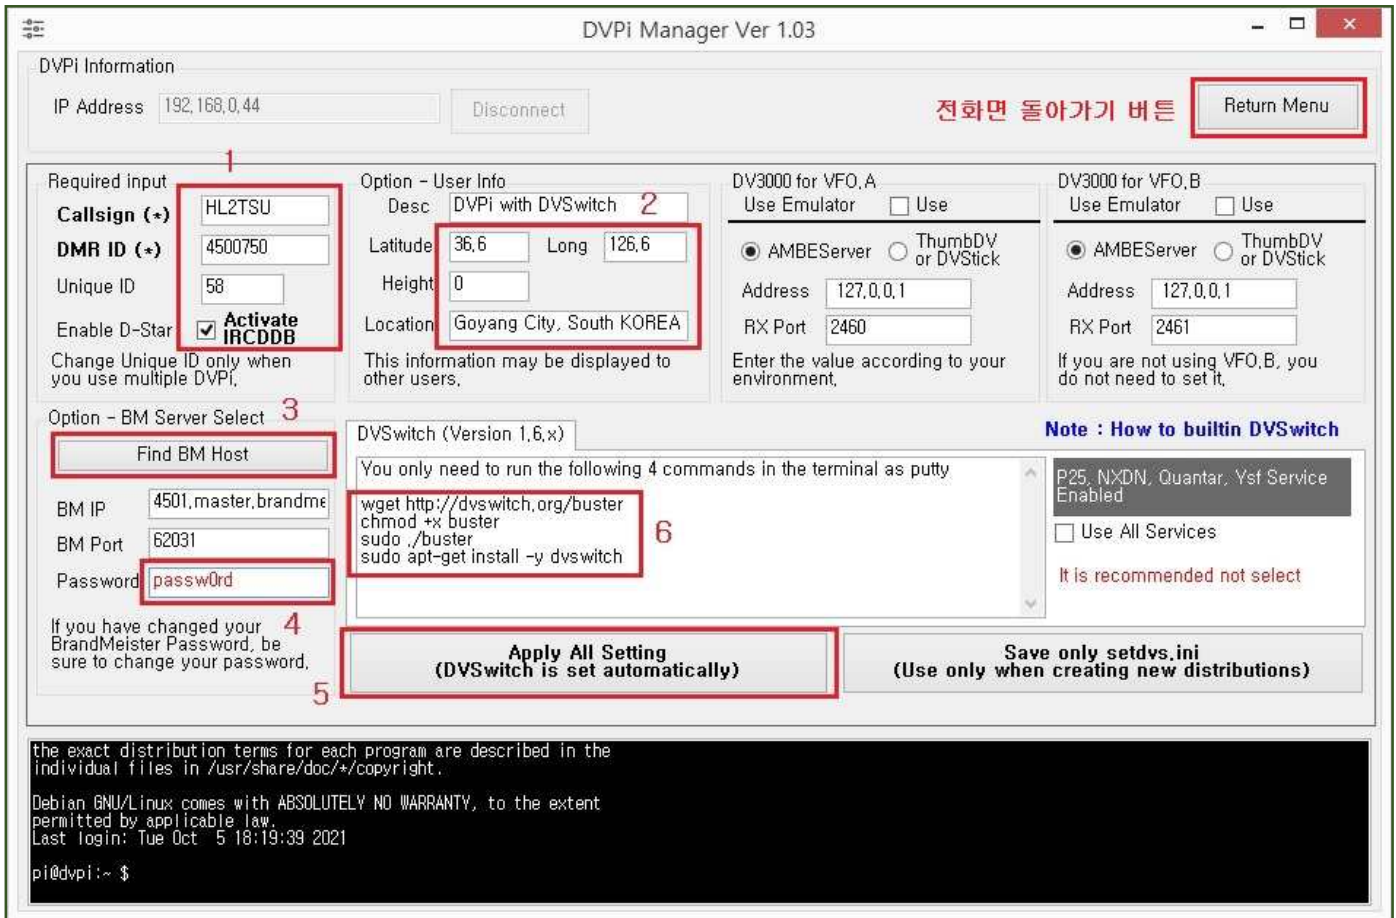 DVPi Manager Ver 1.03
DVPi Information
IP Address 192,168,0,44 Disconnect
전화면 돌아가기 버튼 Return Menu
1
Required input
Callsign (*) HL2TSU
DMR ID (*) 4500750
Unique ID 58
Enable D-Star Activate
IRCDDB
Change Unique ID only when
you use multiple DVPi,
Option - User Info
Desc DVPi with DVSwitch 2
Latitude 36,6 Long 126,6
Height 0
Location Goyang City, South KOREA
This information may be displayed to
other users,
DV3000 for VFO,A
Use Emulator Use
AMBEServer ThumbDV
or DVStick
Address 127,0,0,1
RX Port 2460
Enter the value according to your
environment,
DV3000 for VFO,B
Use Emulator Use
AMBEServer ThumbDV
or DVStick
Address 127,0,0,1
RX Port 2461
If you are not using VFO,B, you
do not need to set it,
Option - BM Server Select 3
Find BM Host
BM IP 4501,master,brandme
BM Port 62031
Password passw0rd
4
If you have changed your
BrandMeister Password, be
sure to change your password,
DVSwitch (Version 1,6,x)
Note : How to builtin DVSwitch
You only need to run the following 4 commands in the terminal as putty
wget http://dvswitch,org/buster
chmod +x buster
sudo ,/buster
sudo apt-get install -y dvswitch
6
P25, NXDN, Quantar, Ysf Service
Enabled
Use All Services
It is recommended not select
5
Apply All Setting
(DVSwitch is set automatically)
Save only setdvs,ini
(Use only when creating new distributions)
the exact distribution terms for each program are described in the
individual files in /usr/share/doc/*/copyright.
Debian GNU/Linux comes with ABSOLUTELY NO WARRANTY, to the extent
permitted by applicable law.
Last login: Tue Oct  5 18:19:39 2021
pi@dvpi:~ $